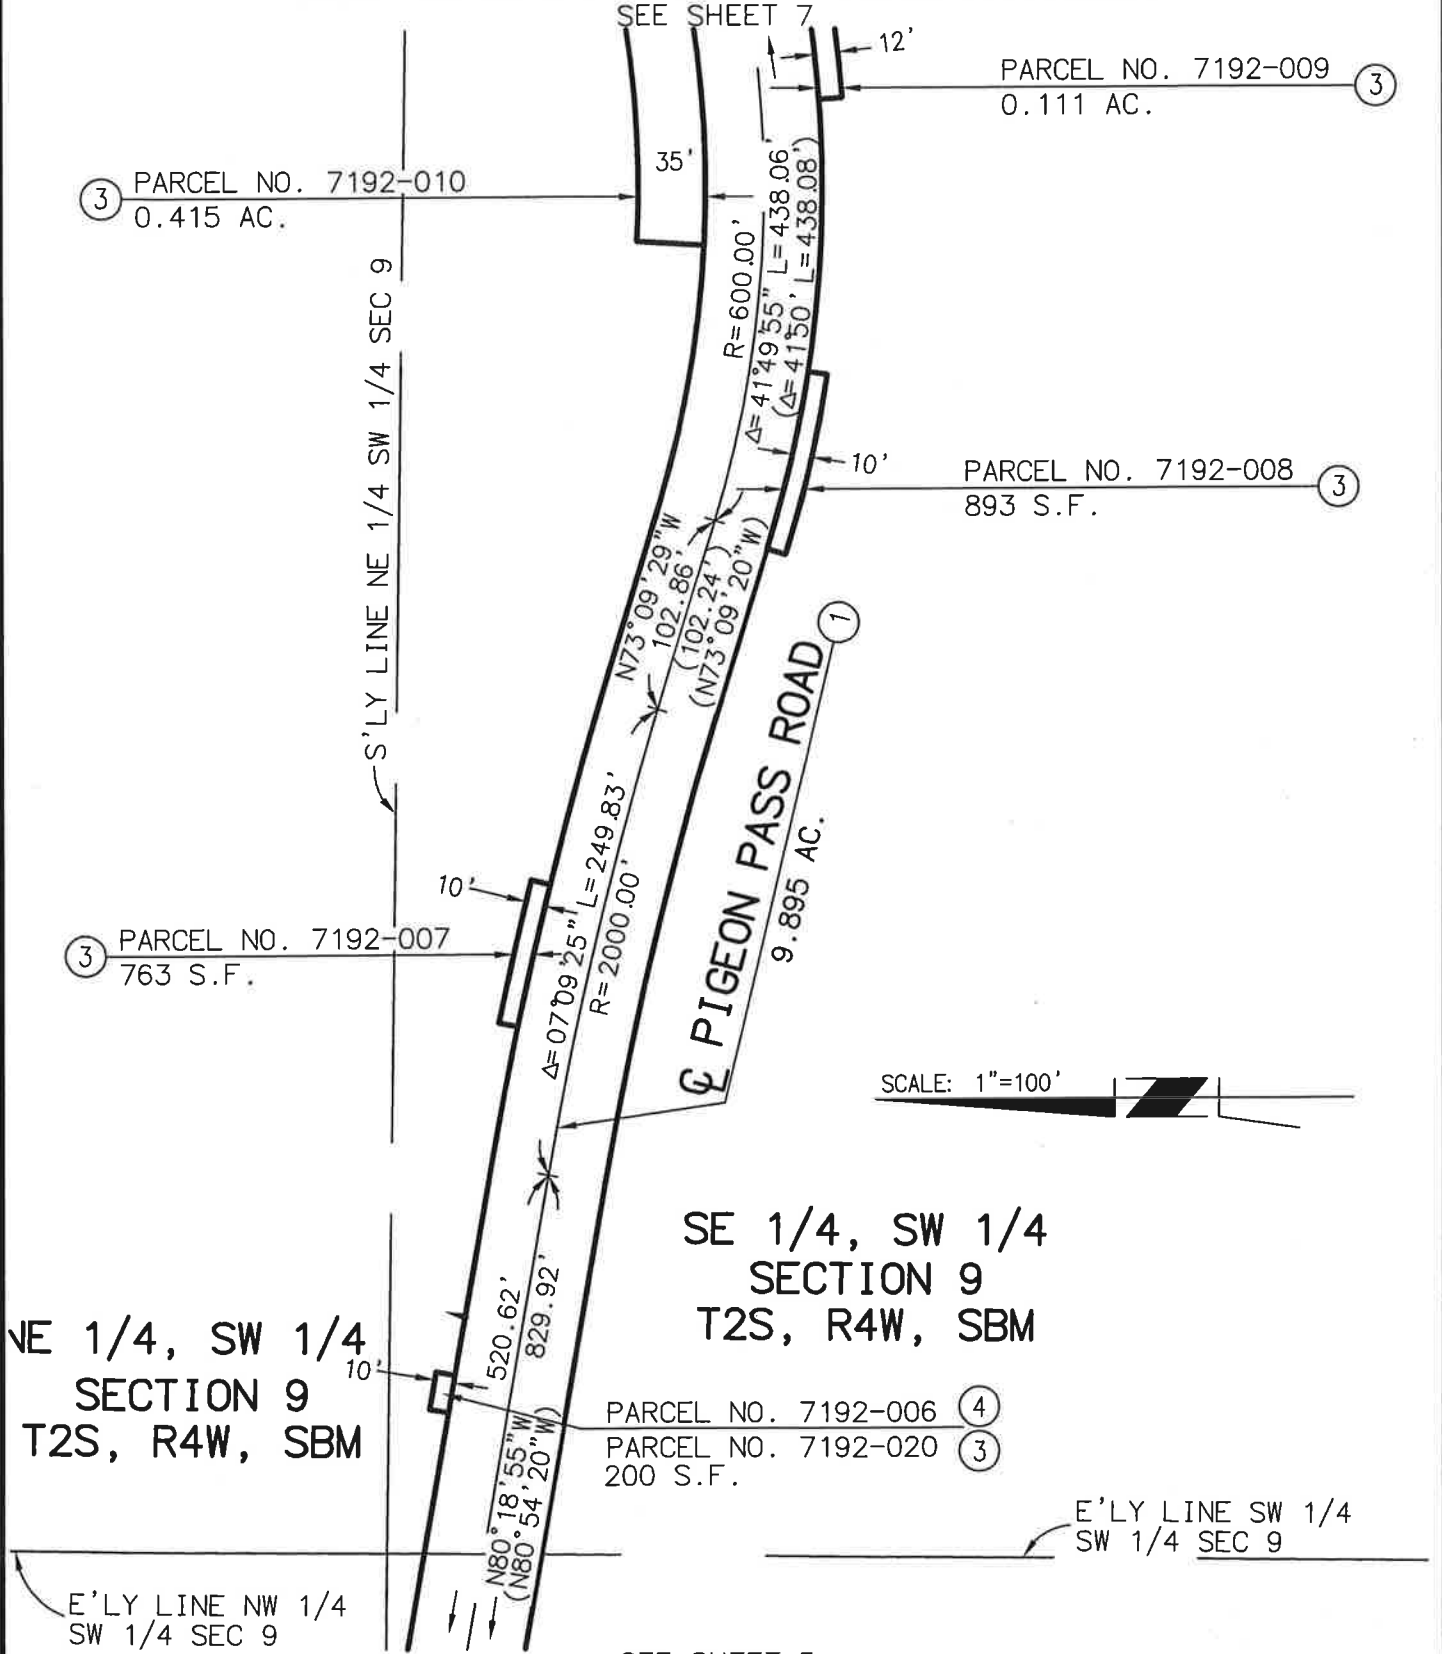 SEE SHEET 7
12'
PARCEL NO. 7192-009
3
0.111 AC.
35'
3
PARCEL NO. 7192-010
0.415 AC.
S'LY LINE NE 1/4 SW 1/4 SEC 9
R=600.00'
Δ=41°49'55" L=438.06'
(Δ=41°50' L=438.08')
10'
PARCEL NO. 7192-008
3
893 S.F.
N73°09'29"W
102.86'
(102.24')
(N73°09'20"W)
1
℄ PIGEON PASS ROAD
9.895 AC.
10'
3
PARCEL NO. 7192-007
763 S.F.
Δ=07°09'25" L=249.83'
R=2000.00'
SCALE: 1"=100'
SE 1/4, SW 1/4
SECTION 9
T2S, R4W, SBM
NE 1/4, SW 1/4
SECTION 9
T2S, R4W, SBM
10'
520.62'
829.92'
N80°18'55"W
(N80°54'20"W)
PARCEL NO. 7192-006
4
PARCEL NO. 7192-020
3
200 S.F.
E'LY LINE SW 1/4
SW 1/4 SEC 9
E'LY LINE NW 1/4
SW 1/4 SEC 9